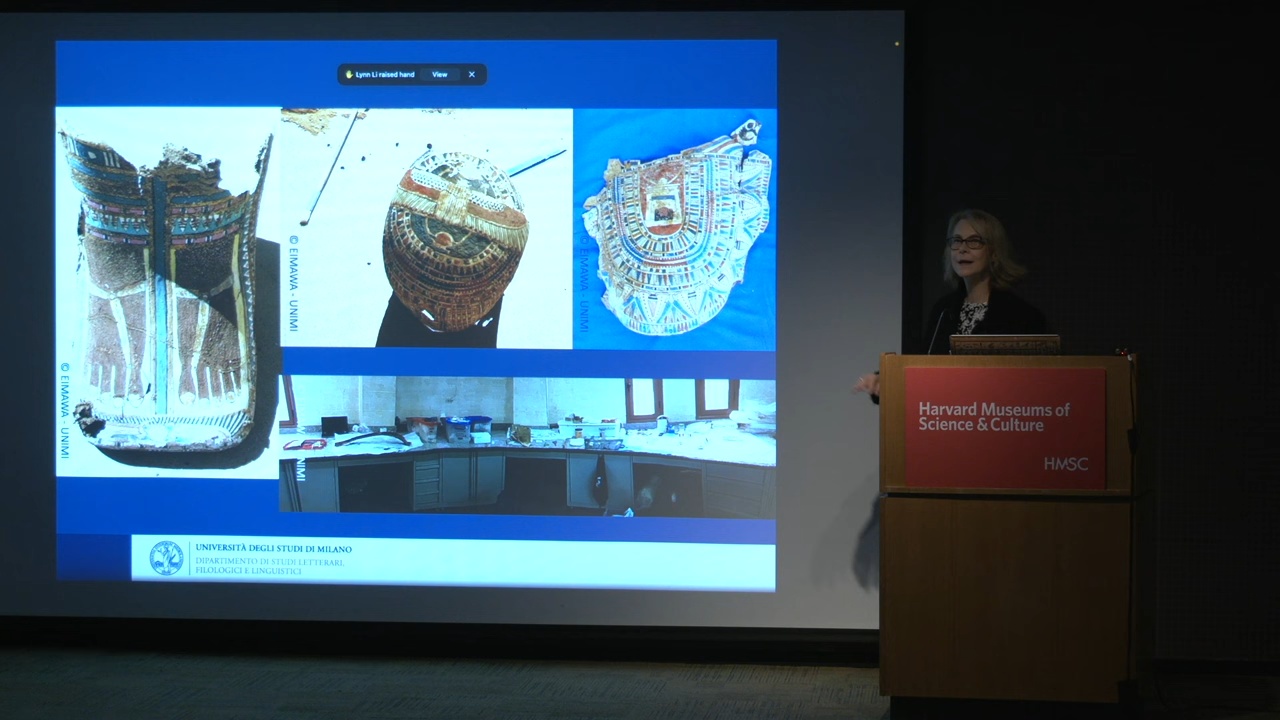 Lynn Li raised hand View
© EIMAWA - UNIMI
© EIMAWA - UNIMI
© EIMAWA - UNIMI
UNIMI
UNIVERSITÀ DEGLI STUDI DI MILANO
DIPARTIMENTO DI STUDI LETTERARI,
FILOLOGICI E LINGUISTICI
Harvard Museums of
Science & Culture
HMSC